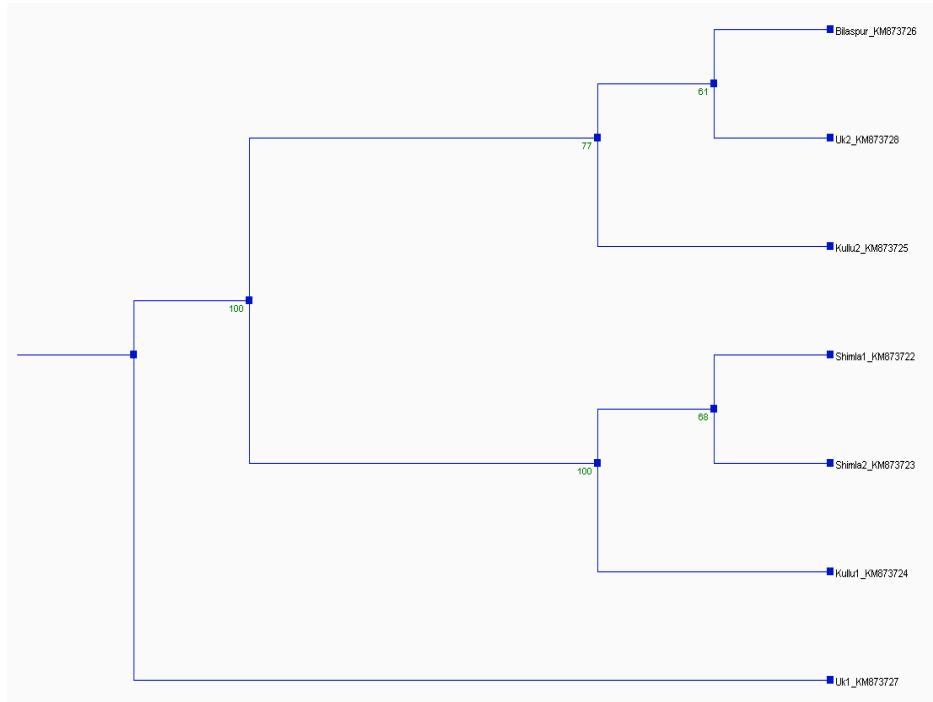 Bilaspur_KM873726
61
Uk2_KM873728
77
Kullu2_KM873725
100
Shimla1_KM873722
68
Shimla2_KM873723
100
Kullu1_KM873724
Uk1_KM873727